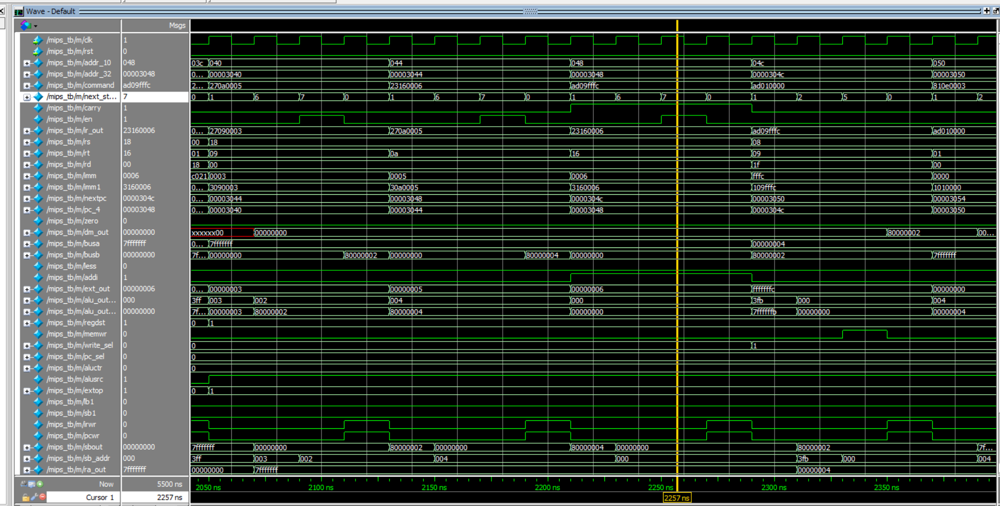 Wave - Default
Msgs
/mips_tb/m/clk 1
/mips_tb/m/rst 0
/mips_tb/m/addr_10 048 03c 040 044 048 04c 050
/mips_tb/m/addr_32 00003048 0... 00003040 00003044 00003048 0000304c 00003050
/mips_tb/m/command ad09fffc 2... 270a0005 23160006 ad09fffc ad010000 810e0003
/mips_tb/m/next_st... 7 0 1 6 7 0 1 6 7 0 1 6 7 0 1 2 5 0 1 2
/mips_tb/m/carry 1
/mips_tb/m/en 1
/mips_tb/m/ir_out 23160006 0... 27090003 270a0005 23160006 ad09fffc ad010000
/mips_tb/m/rs 18 00 18 08
/mips_tb/m/rt 16 01 09 0a 16 09 01
/mips_tb/m/rd 00 18 00 1f 00
/mips_tb/m/imm 0006 c021 0003 0005 0006 fffc 0000
/mips_tb/m/imm1 3160006 0... 3090003 30a0005 3160006 109fffc 1010000
/mips_tb/m/nextpc 0000304c 0... 00003044 00003048 0000304c 00003050 00003054
/mips_tb/m/pc_4 00003048 0... 00003040 00003044 00003048 0000304c 00003050
/mips_tb/m/zero 0
/mips_tb/m/dm_out 00000000 xxxxxx00 00000000 80000002 00...
/mips_tb/m/busa 7fffffff 0... 7fffffff 00000004
/mips_tb/m/busb 00000000 7f... 00000000 80000002 00000000 80000004 00000000 80000002 7fffffff
/mips_tb/m/less 0
/mips_tb/m/addi 1
/mips_tb/m/ext_out 00000006 0... 00000003 00000005 00000006 fffffffc 00000000
/mips_tb/m/alu_out... 000 3ff 003 002 004 000 3fb 000 004
/mips_tb/m/alu_out... 00000000 7f... 00000003 80000002 80000004 00000000 7ffffffb 00000000 00000004
/mips_tb/m/regdst 1 0 1
/mips_tb/m/memwr 0
/mips_tb/m/write_sel 0 0 1
/mips_tb/m/pc_sel 0 0
/mips_tb/m/aluctr 0 0
/mips_tb/m/alusrc 1
/mips_tb/m/extop 1 0 1
/mips_tb/m/lb1 0
/mips_tb/m/sb1 0
/mips_tb/m/irwr 0
/mips_tb/m/pcwr 0
/mips_tb/m/sbout 00000000 7fffffff 00000000 80000002 00000000 80000004 00000000 80000002 7f...
/mips_tb/m/sb_addr 000 3ff 003 002 004 000 3fb 000 004
/mips_tb/m/ra_out 7fffffff 00000000 7fffffff 00000004
Now 5500 ns 2050 ns 2100 ns 2150 ns 2200 ns 2250 ns 2300 ns 2350 ns
Cursor 1 2257 ns 2257 ns